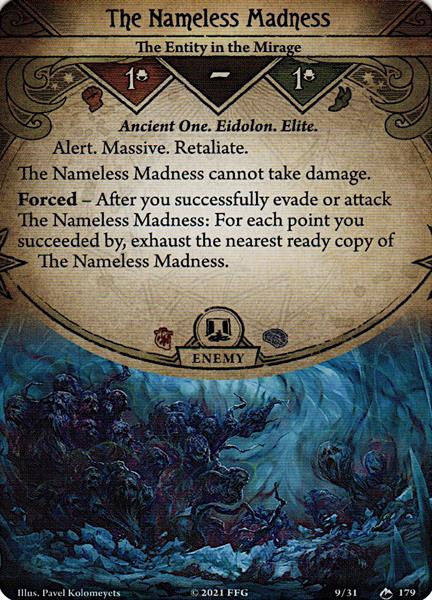 The Nameless Madness
The Entity in the Mirage
1 – 1
Ancient One. Eidolon. Elite.
Alert. Massive. Retaliate.
The Nameless Madness cannot take damage.
Forced – After you successfully evade or attack
The Nameless Madness: For each point you
succeeded by, exhaust the nearest ready copy of
The Nameless Madness.
ENEMY
Illus. Pavel Kolomeyets © 2021 FFG 9/31 179